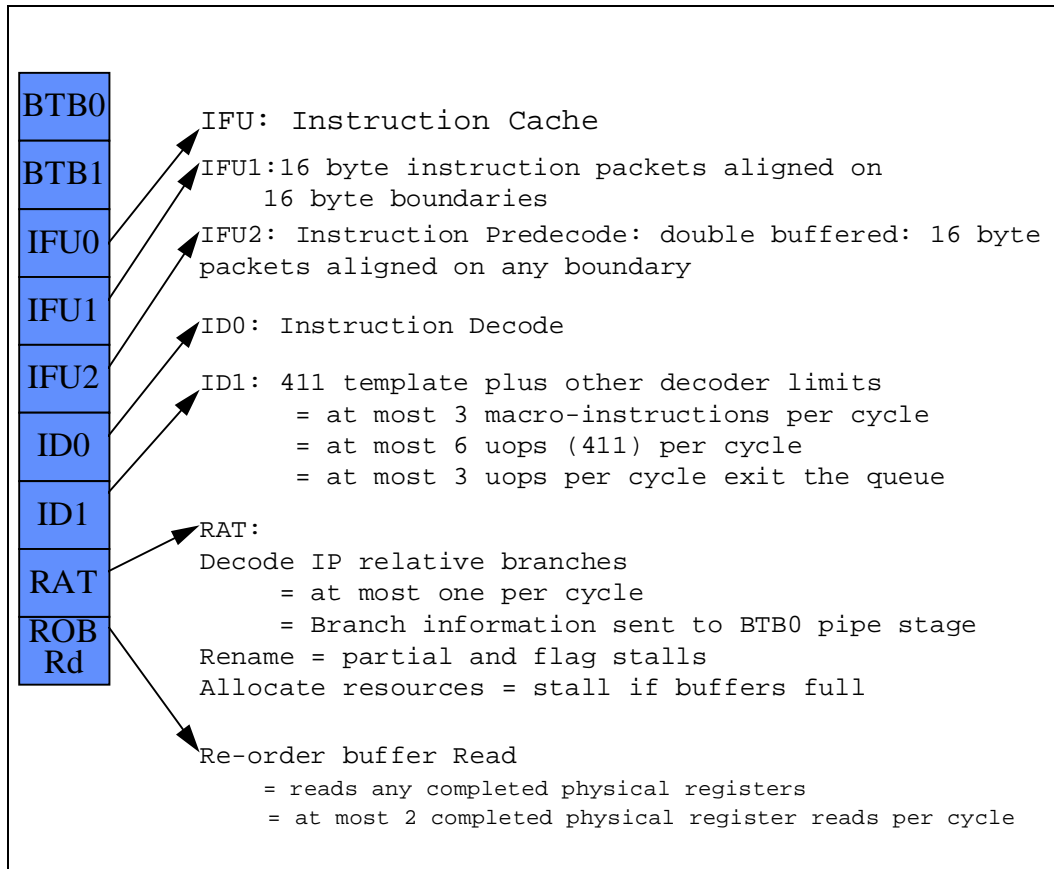 BTB0
BTB1
IFU0
IFU1
IFU2
ID0
ID1
RAT
ROB
Rd
IFU: Instruction Cache
IFU1:16 byte instruction packets aligned on
16 byte boundaries
IFU2: Instruction Predecode: double buffered: 16 byte
packets aligned on any boundary
ID0: Instruction Decode
ID1: 411 template plus other decoder limits
= at most 3 macro-instructions per cycle
= at most 6 uops (411) per cycle
= at most 3 uops per cycle exit the queue
RAT:
Decode IP relative branches
= at most one per cycle
= Branch information sent to BTB0 pipe stage
Rename = partial and flag stalls
Allocate resources = stall if buffers full
Re-order buffer Read
= reads any completed physical registers
= at most 2 completed physical register reads per cycle